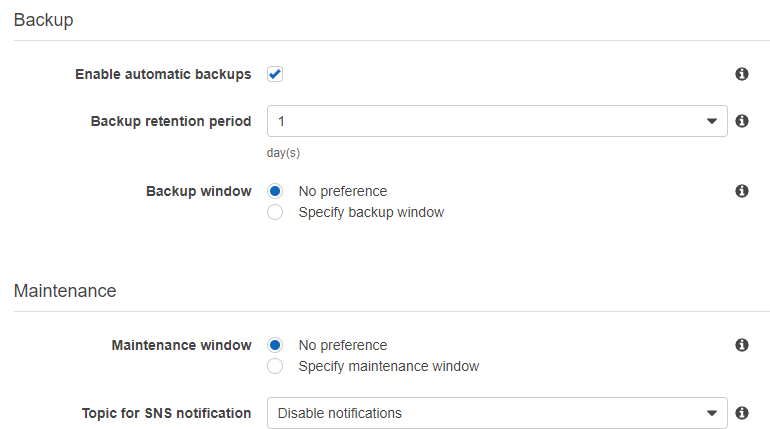 Backup
Enable automatic backups
Backup retention period 1
day(s)
Backup window No preference
Specify backup window
Maintenance
Maintenance window No preference
Specify maintenance window
Topic for SNS notification Disable notifications